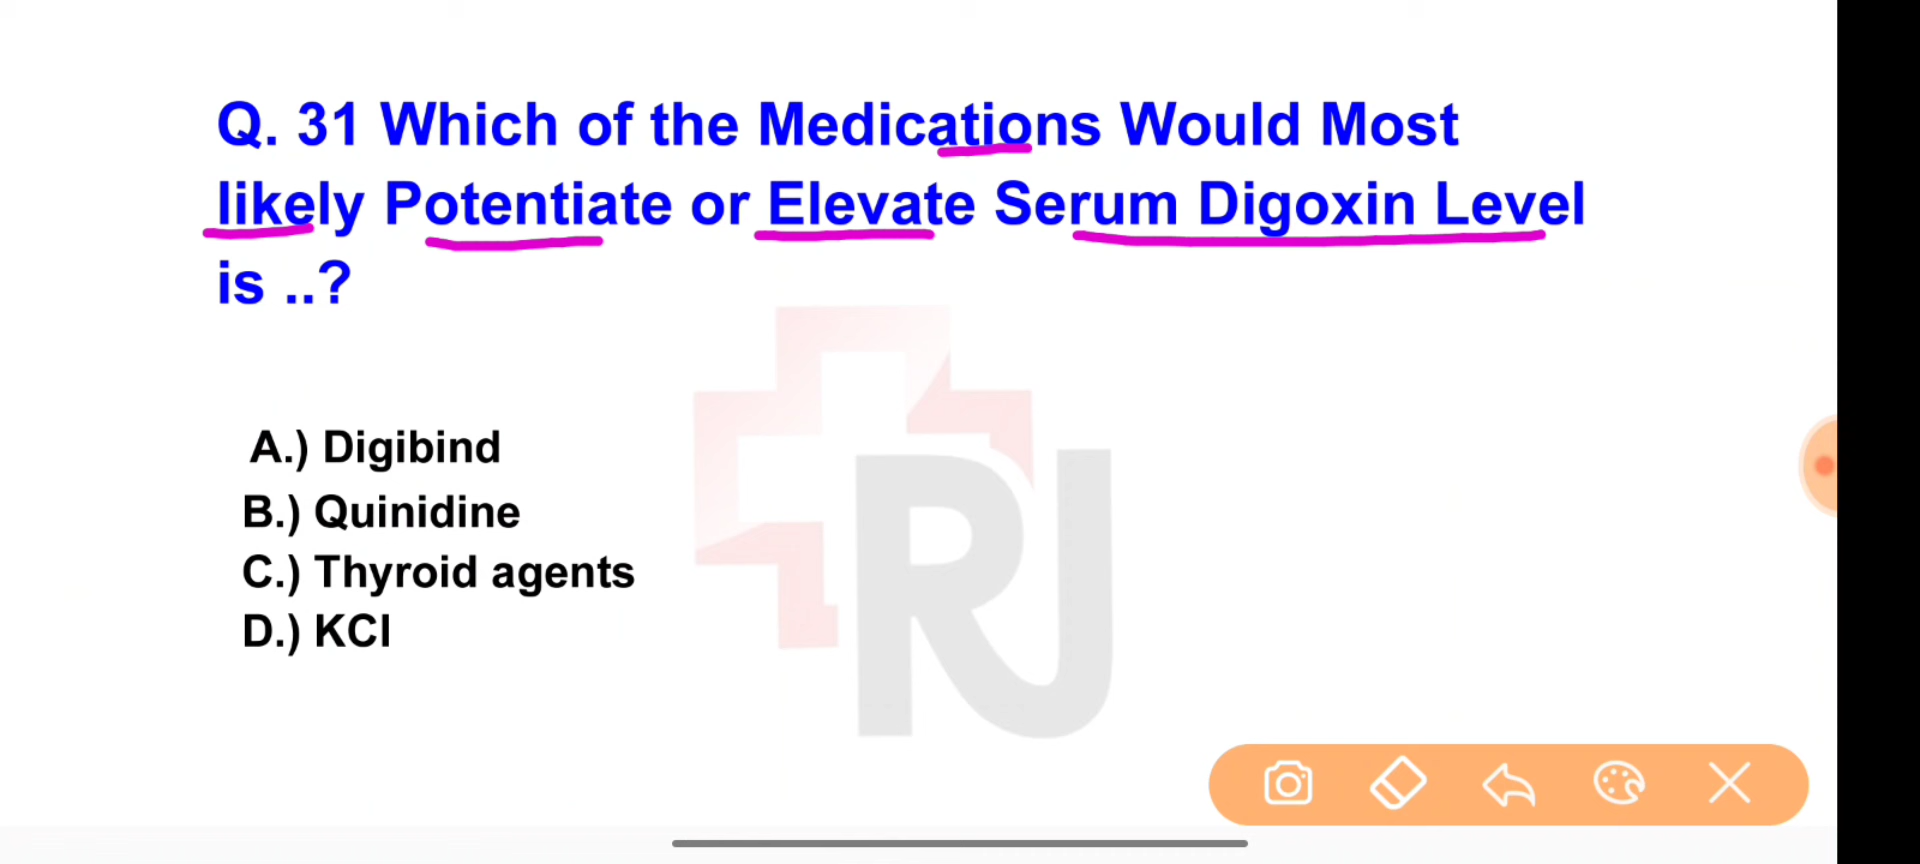 Q. 31 Which of the Medications Would Most
likely Potentiate or Elevate Serum Digoxin Level
is ..?
A.) Digibind
B.) Quinidine
C.) Thyroid agents
D.) KCl
RJ